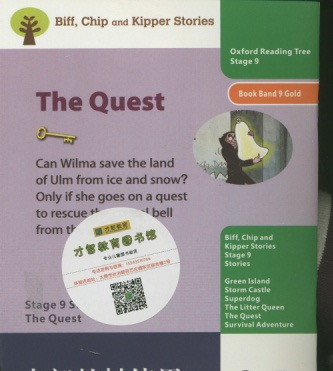 Biff, Chip and Kipper Stories
Oxford Reading Tree
Stage 9
Book Band 9 Gold
The Quest
Can Wilma save the land
of Ulm from ice and snow?
Only if she goes on a quest
to rescue bell
from
才智教育图书馆
Biff, Chip and
Kipper Stories
Stage 9
Stories
Green Island
Storm Castle
Superdog
The Litter Queen
The Quest
Survival Adventure
Stage 9 S
The Quest